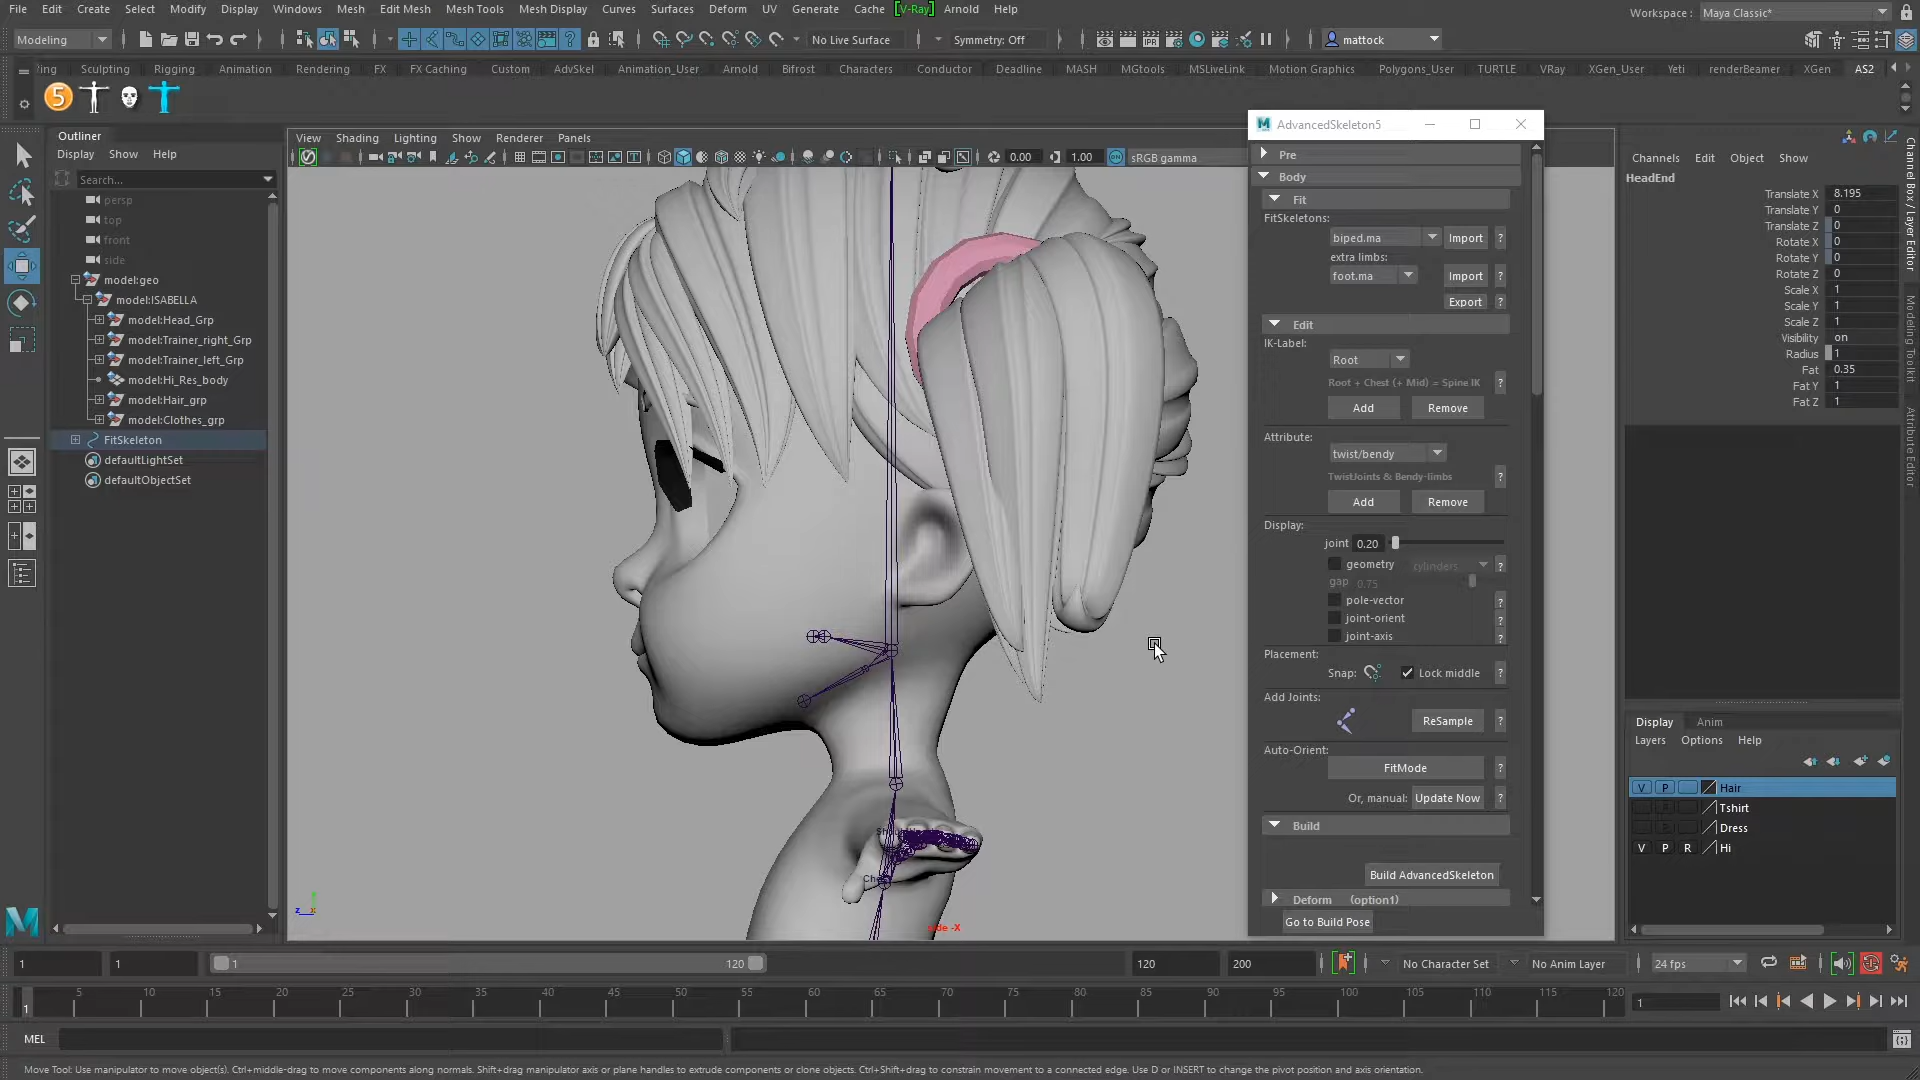 File Edit Create Select Modify Display Windows Mesh Edit Mesh Mesh Tools Mesh Display Curves Surfaces Deform UV Generate Cache [V-Ray] Arnold Help
Workspace : Maya Classic*
Modeling No Live Surface Symmetry: Off mattock
Sculpting Rigging Animation Rendering FX FX Caching Custom AdvSkel Animation_User Arnold Bifrost Characters Conductor Deadline MASH MGtools MSLiveLink Motion Graphics Polygons_User TURTLE VRay XGen_User Yeti renderBeamer XGen AS2
5
Outliner
Display Show Help
Search...
persp
top
front
side
model:geo
model:ISABELLA
model:Head_Grp
model:Trainer_right_Grp
model:Trainer_left_Grp
model:Hi_Res_body
model:Hair_grp
model:Clothes_grp
FitSkeleton
defaultLightSet
defaultObjectSet
View Shading Lighting Show Renderer Panels
0.00 1.00 sRGB gamma
side -X
AdvancedSkeleton5
Pre
Body
Fit
FitSkeletons:
biped.ma Import ?
extra limbs:
foot.ma Import ?
Export ?
Edit
IK-Label:
Root
Root + Chest (+ Mid) = Spine IK ?
Add Remove
Attribute:
twist/bendy
TwistJoints & Bendy-limbs ?
Add Remove
Display:
joint 0.20
geometry cylinders ?
gap 0.75
pole-vector ?
joint-orient ?
joint-axis ?
Placement:
Snap: Lock middle ?
Add Joints:
ReSample ?
Auto-Orient:
FitMode ?
Or, manual: Update Now ?
Build
Build AdvancedSkeleton
Deform (option1)
Go to Build Pose
Channels Edit Object Show
HeadEnd
Translate X 8.195
Translate Y 0
Translate Z 0
Rotate X 0
Rotate Y 0
Rotate Z 0
Scale X 1
Scale Y 1
Scale Z 1
Visibility on
Radius 1
Fat 0.35
Fat Y 1
Fat Z 1
Channel Box / Layer Editor
Modeling Toolkit
Attribute Editor
Display Anim
Layers Options Help
V P Hair
Tshirt
Dress
V P R Hi
1 1 1 120 120 200 No Character Set No Anim Layer 24 fps
1 5 10 15 20 25 30 35 40 45 50 55 60 65 70 75 80 85 90 95 100 105 110 115 120 1
MEL
Move Tool: Use manipulator to move object(s). Ctrl+middle-drag to move components along normals. Shift+drag manipulator axis or plane handles to extrude components or clone objects. Ctrl+Shift+drag to constrain movement to a connected edge. Use D or INSERT to change the pivot position and axis orientation.